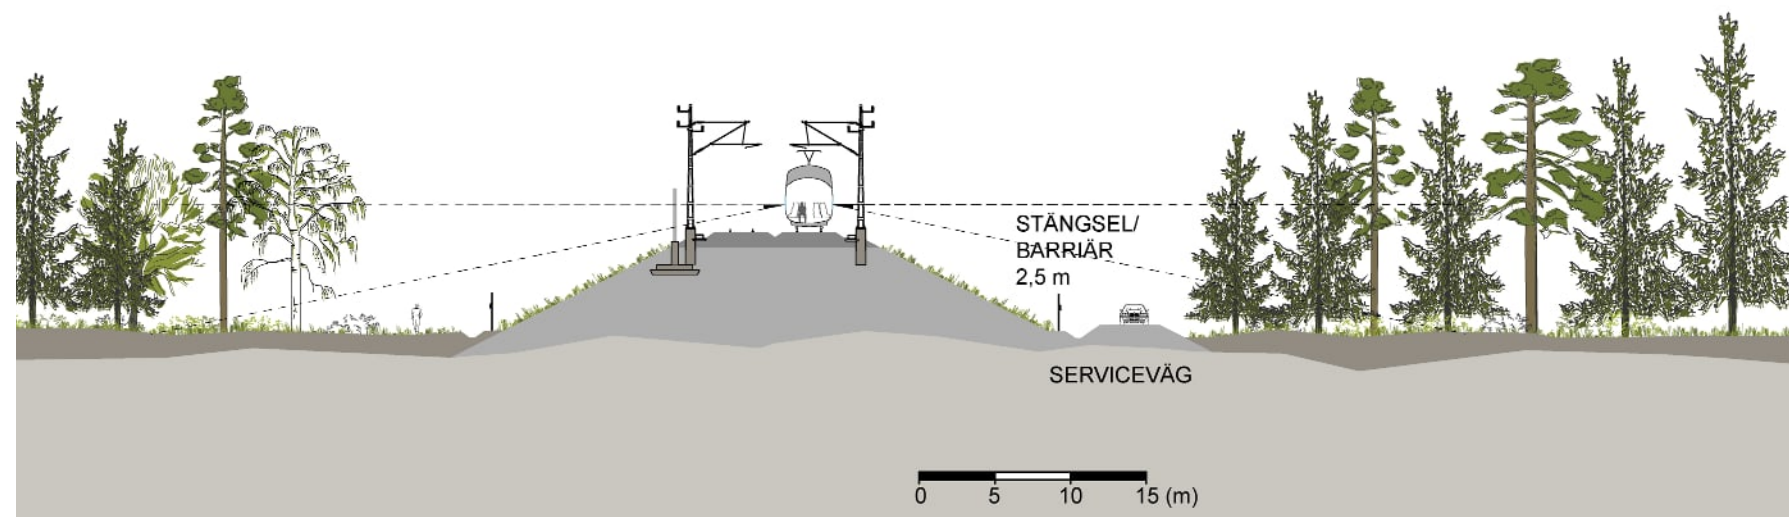 STÄNGSEL/
BARRIÄR
2,5 m
SERVICEVÄG
0 5 10 15 (m)